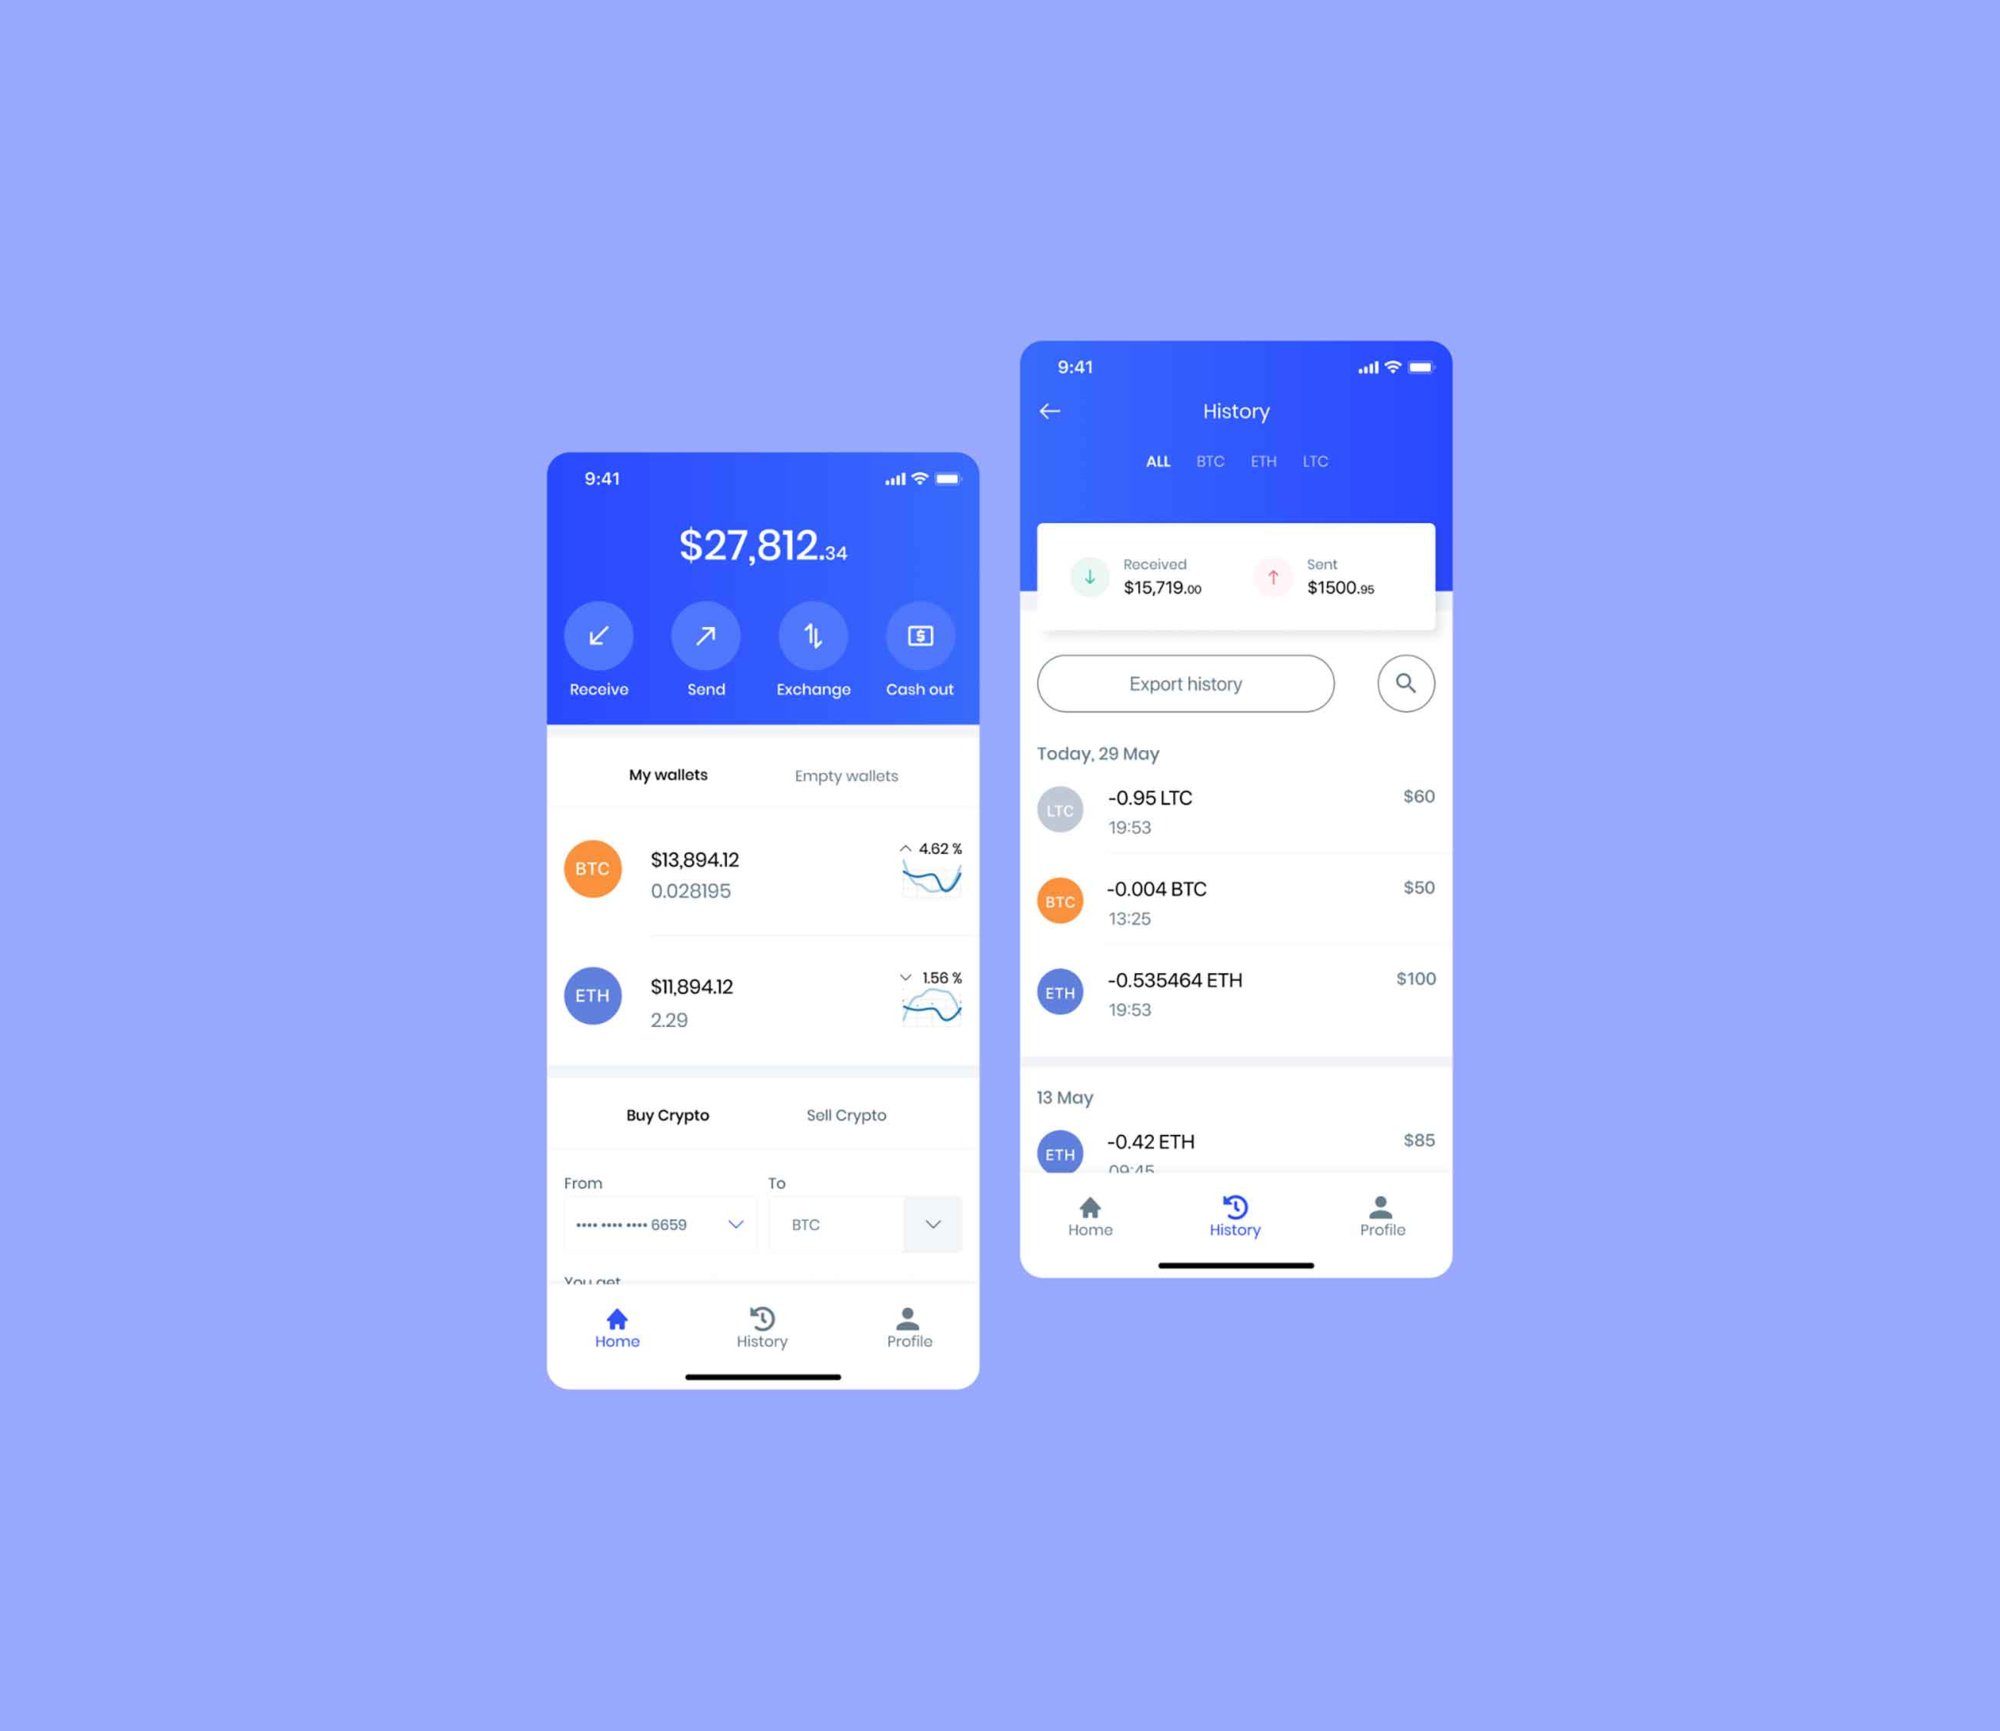 9:41
$27,812.34
Receive Send Exchange Cash out
My wallets Empty wallets
BTC $13,894.12 4.62 %
0.028195
ETH $11,894.12 1.56 %
2.29
Buy Crypto Sell Crypto
From To
•••• •••• •••• 6659 BTC
You get
Home History Profile
9:41
History
ALL BTC ETH LTC
Received Sent
$15,719.00 $1500.95
Export history
Today, 29 May
LTC -0.95 LTC $60
19:53
BTC -0.004 BTC $50
13:25
ETH -0.535464 ETH $100
19:53
13 May
ETH -0.42 ETH $85
09:45
Home History Profile